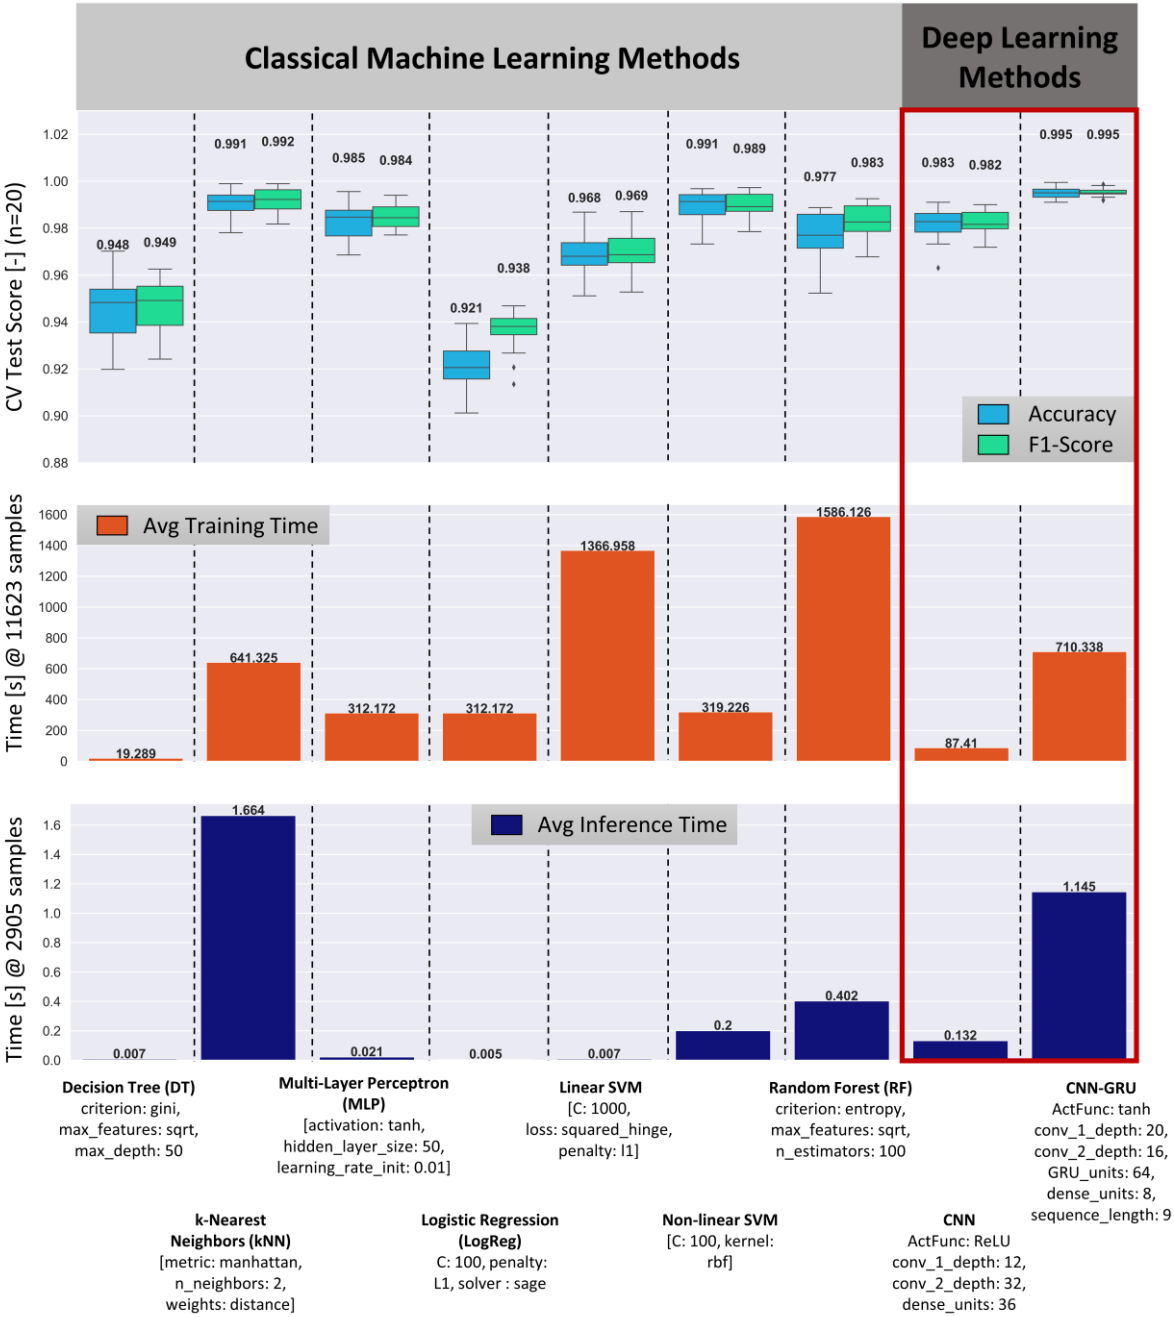 Classical Machine Learning Methods
Deep Learning
Methods
CV Test Score [-] (n=20)
1.02
1.00
0.98
0.96
0.94
0.92
0.90
0.88
0.948
0.949
0.991
0.992
0.985
0.984
0.921
0.938
0.968
0.969
0.991
0.989
0.977
0.983
0.983
0.982
0.995
0.995
Accuracy
F1-Score
Time [s] @ 11623 samples
1600
1400
1200
1000
800
600
400
200
0
Avg Training Time
19.289
641.325
312.172
312.172
1366.958
319.226
1586.126
87.41
710.338
Time [s] @ 2905 samples
1.6
1.4
1.2
1.0
0.8
0.6
0.4
0.2
0.0
Avg Inference Time
0.007
1.664
0.021
0.005
0.007
0.2
0.402
0.132
1.145
Decision Tree (DT)
criterion: gini,
max_features: sqrt,
max_depth: 50
Multi-Layer Perceptron
(MLP)
[activation: tanh,
hidden_layer_size: 50,
learning_rate_init: 0.01]
Linear SVM
[C: 1000,
loss: squared_hinge,
penalty: l1]
Random Forest (RF)
criterion: entropy,
max_features: sqrt,
n_estimators: 100
CNN-GRU
ActFunc: tanh
conv_1_depth: 20,
conv_2_depth: 16,
GRU_units: 64,
dense_units: 8,
sequence_length: 9
k-Nearest
Neighbors (kNN)
[metric: manhattan,
n_neighbors: 2,
weights: distance]
Logistic Regression
(LogReg)
C: 100, penalty:
L1, solver : sage
Non-linear SVM
[C: 100, kernel:
rbf]
CNN
ActFunc: ReLU
conv_1_depth: 12,
conv_2_depth: 32,
dense_units: 36